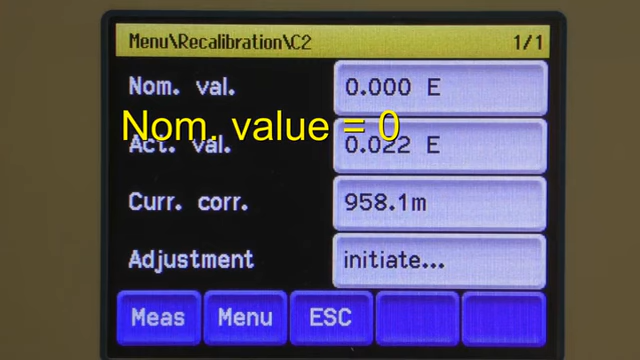 Menu\Recalibration\C2 1/1
Nom. val. 0.000 E
Nom. value = 0
Act. val. 0.022 E
Curr. corr. 958.1m
Adjustment initiate...
Meas Menu ESC